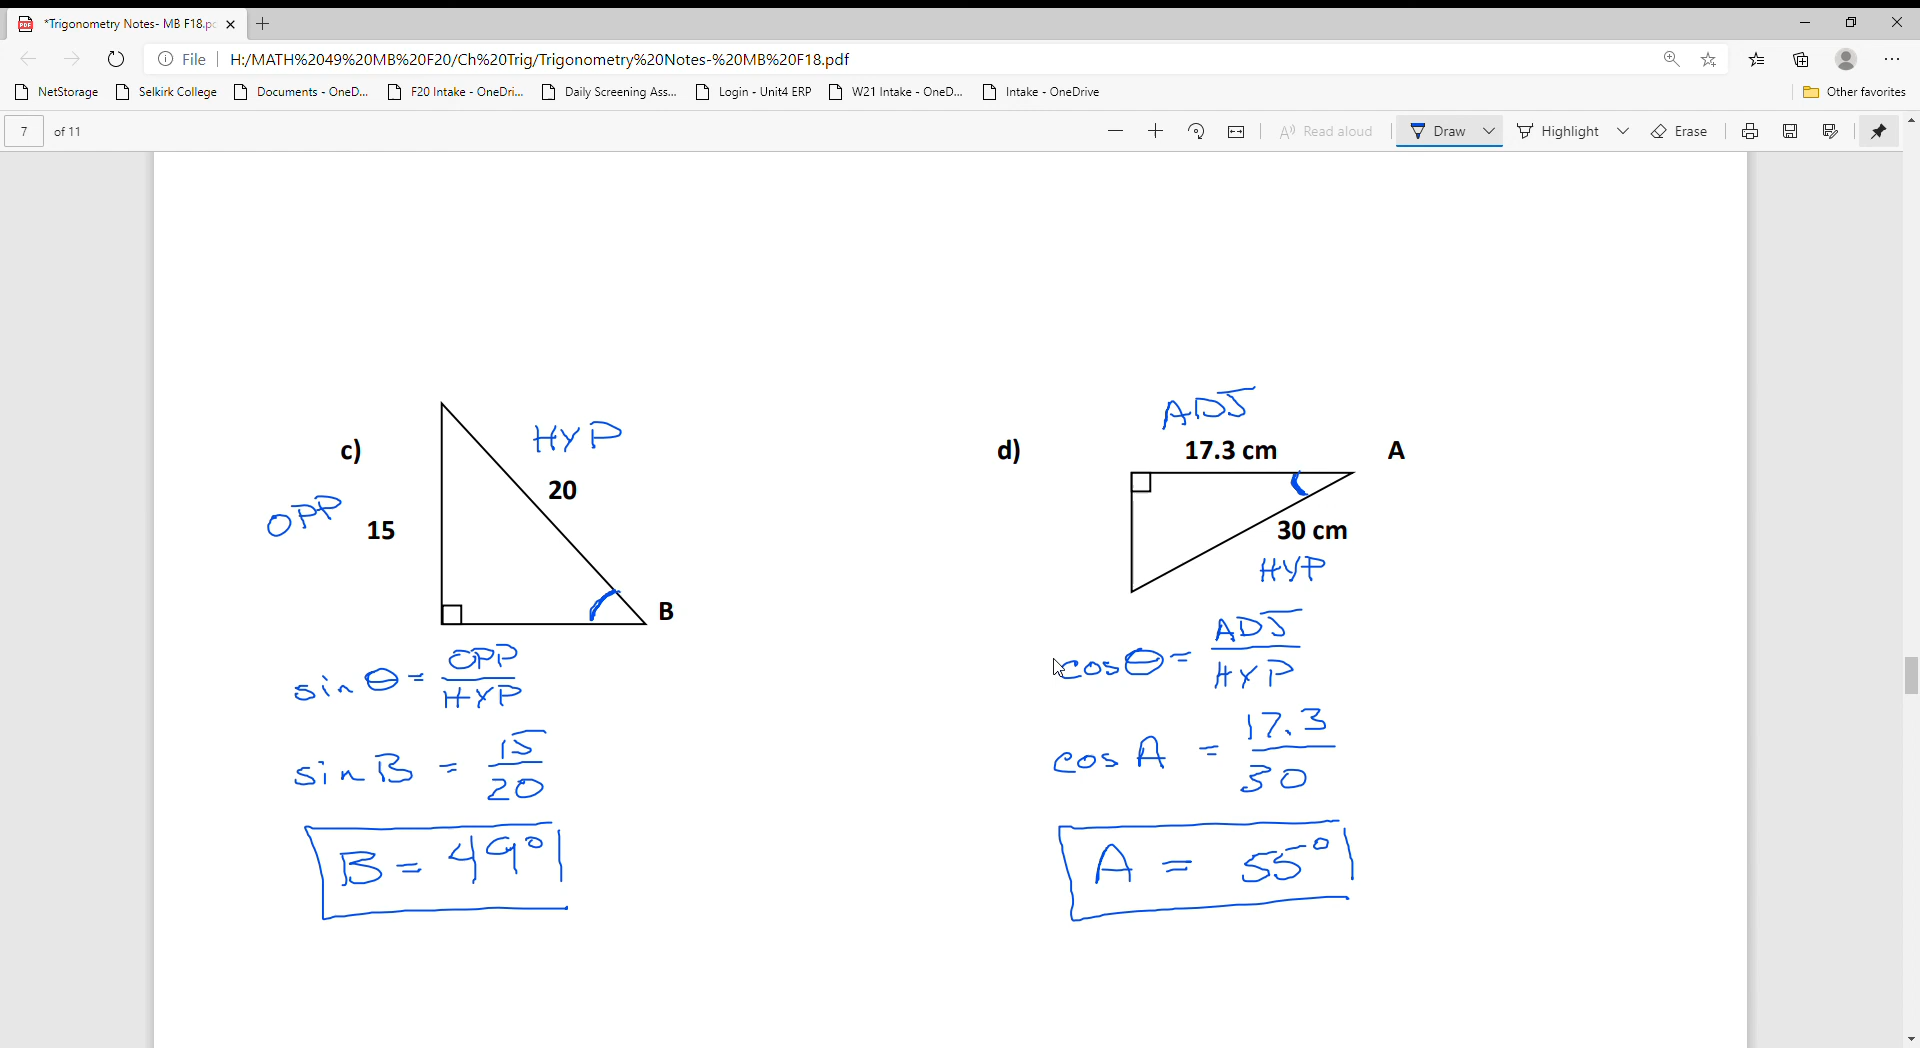 *Trigonometry Notes- MB F18.pd
File H:/MATH%2049%20MB%20F20/Ch%20Trig/Trigonometry%20Notes-%20MB%20F18.pdf
NetStorage Selkirk College Documents - OneD... F20 Intake - OneDri... Daily Screening Ass... Login - Unit4 ERP W21 Intake - OneD... Intake - OneDrive Other favorites
7 of 11 Read aloud Draw Highlight Erase
c)
HYP
20
OPP
15
B
sin θ = OPP/HYP
sin B = 15/20
B = 49°
d)
ADJ
17.3 cm
A
30 cm
HYP
cos θ = ADJ/HYP
cos A = 17.3/30
A = 55°